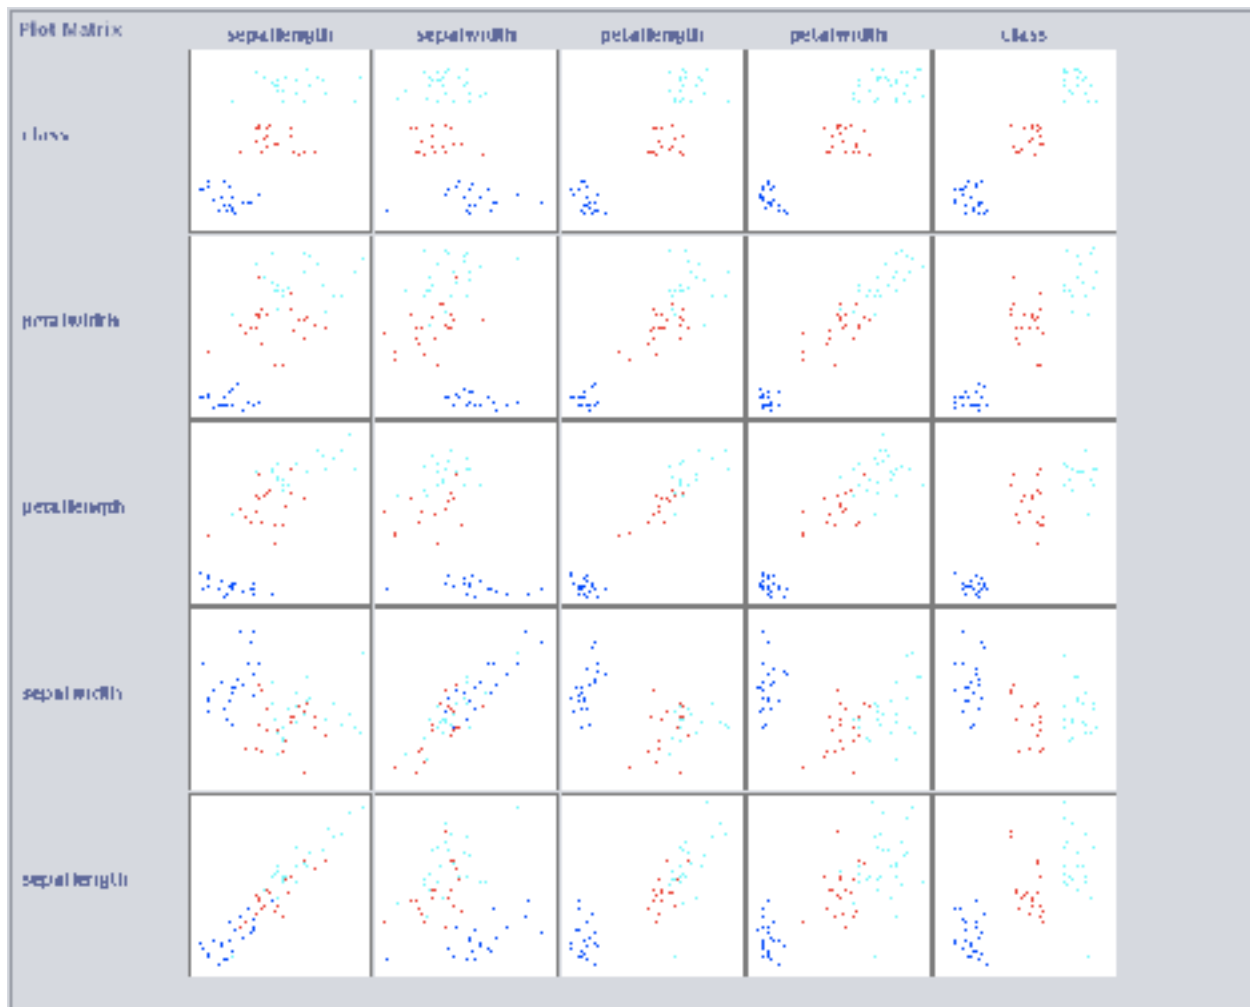 Plot Matrix
sepallength sepalwidth petallength petalwidth class
class
petalwidth
petallength
sepalwidth
sepallength